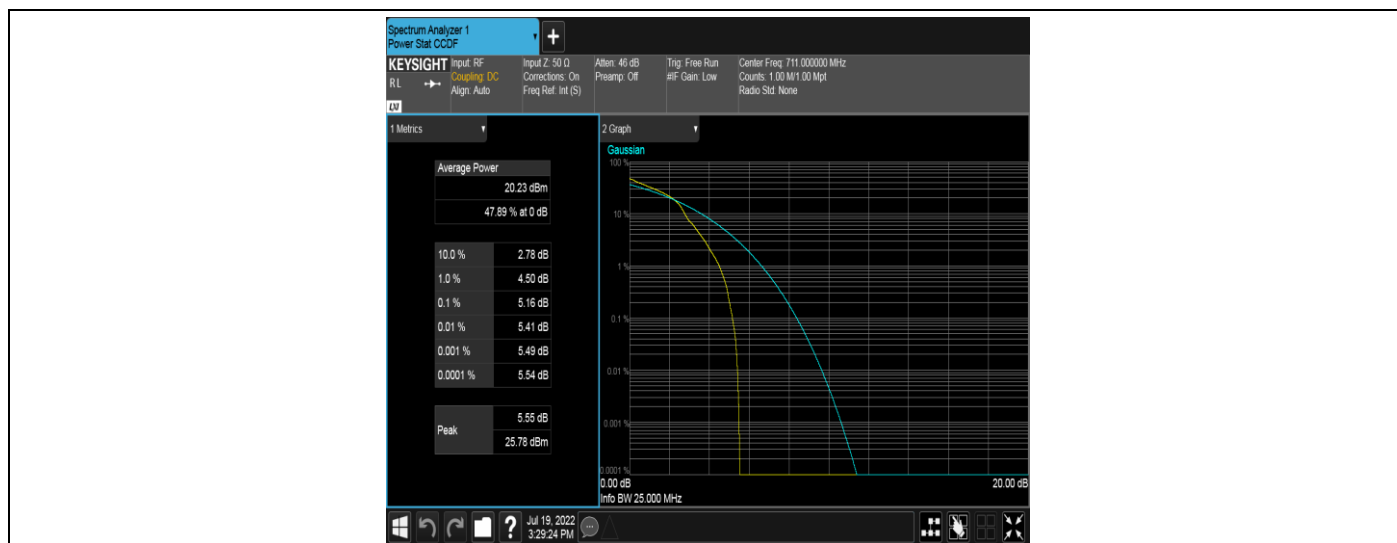 Spectrum Analyzer 1
Power Stat CCDF
+
KEYSIGHT
R L
LXI
Input: RF
Coupling: DC
Align: Auto
Input Z: 50 Ω
Corrections: On
Freq Ref: Int (S)
Atten: 46 dB
Preamp: Off
Trig: Free Run
#IF Gain: Low
Center Freq: 711.000000 MHz
Counts: 1.00 M/1.00 Mpt
Radio Std: None
1 Metrics
Average Power
20.23 dBm
47.89 % at 0 dB
10.0 % 2.78 dB
1.0 % 4.50 dB
0.1 % 5.16 dB
0.01 % 5.41 dB
0.001 % 5.49 dB
0.0001 % 5.54 dB
Peak
5.55 dB
25.78 dBm
2 Graph
Gaussian
100 %
10 %
1 %
0.1 %
0.01 %
0.001 %
0.0001 %
0.00 dB 20.00 dB
Info BW 25.000 MHz
?
Jul 19, 2022
3:29:24 PM